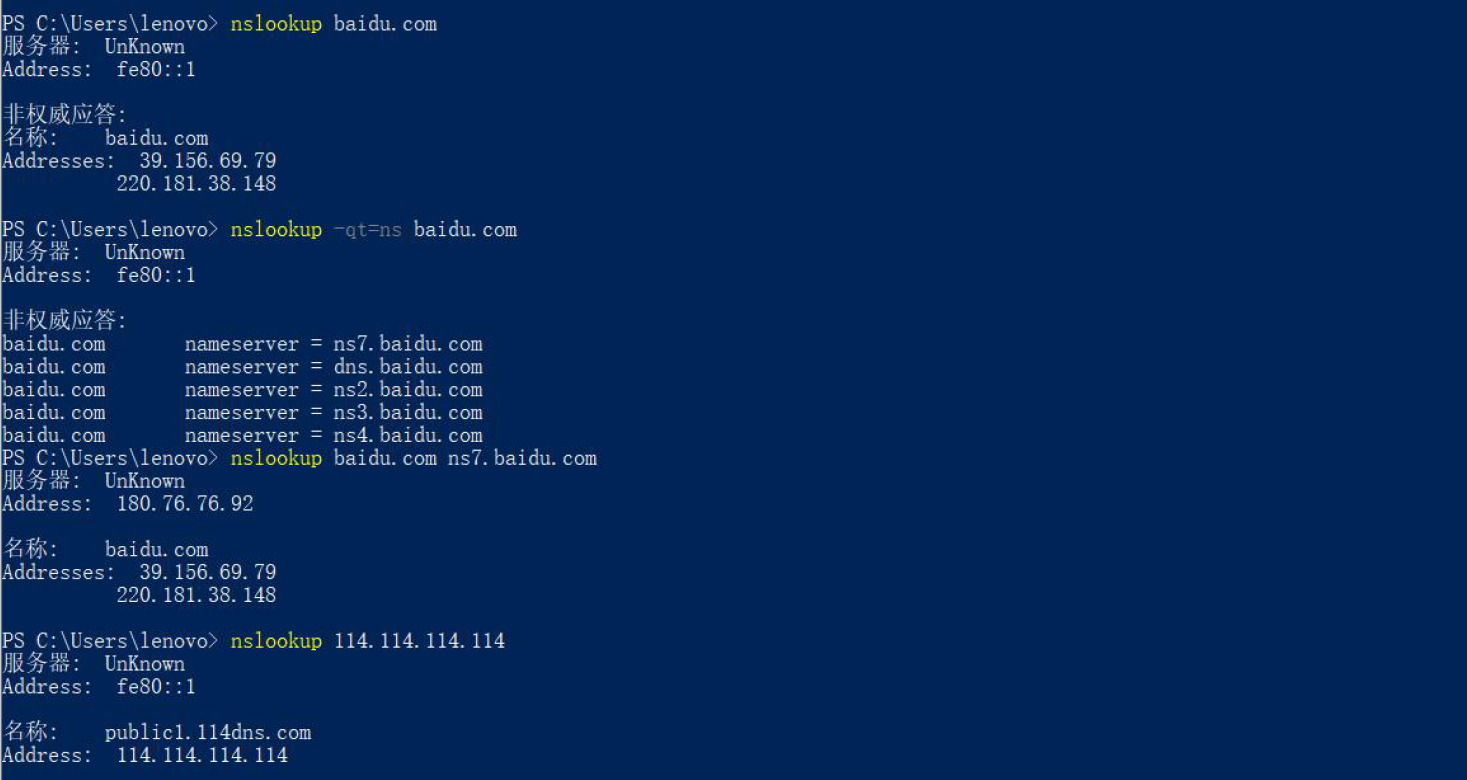 PS C:\Users\lenovo> nslookup baidu.com
服务器:  UnKnown
Address:  fe80::1
非权威应答:
名称:    baidu.com
Addresses:  39.156.69.79
220.181.38.148
PS C:\Users\lenovo> nslookup -qt=ns baidu.com
服务器:  UnKnown
Address:  fe80::1
非权威应答:
baidu.com       nameserver = ns7.baidu.com
baidu.com       nameserver = dns.baidu.com
baidu.com       nameserver = ns2.baidu.com
baidu.com       nameserver = ns3.baidu.com
baidu.com       nameserver = ns4.baidu.com
PS C:\Users\lenovo> nslookup baidu.com ns7.baidu.com
服务器:  UnKnown
Address:  180.76.76.92
名称:    baidu.com
Addresses:  39.156.69.79
220.181.38.148
PS C:\Users\lenovo> nslookup 114.114.114.114
服务器:  UnKnown
Address:  fe80::1
名称:    public1.114dns.com
Address:  114.114.114.114